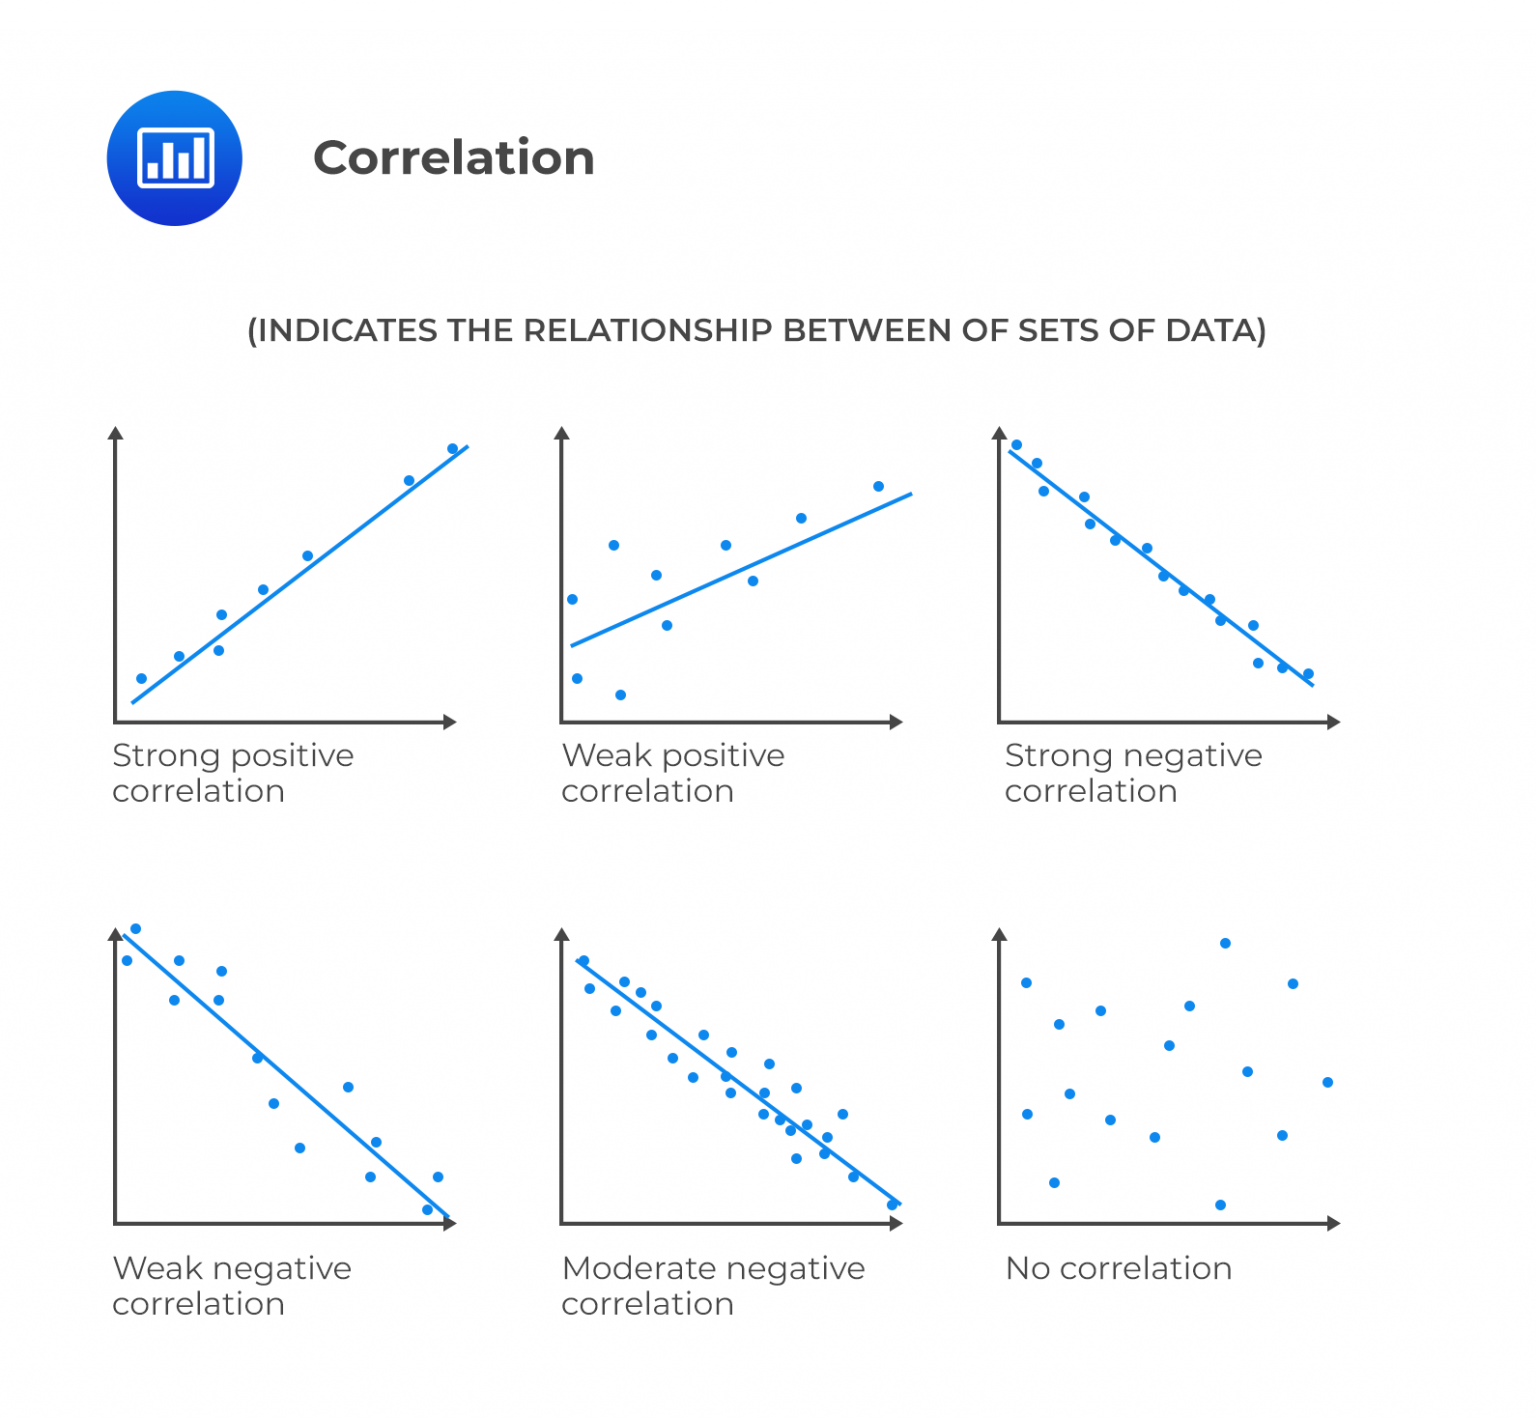 Correlation
(INDICATES THE RELATIONSHIP BETWEEN OF SETS OF DATA)
Strong positive
correlation
Weak positive
correlation
Strong negative
correlation
Weak negative
correlation
Moderate negative
correlation
No correlation